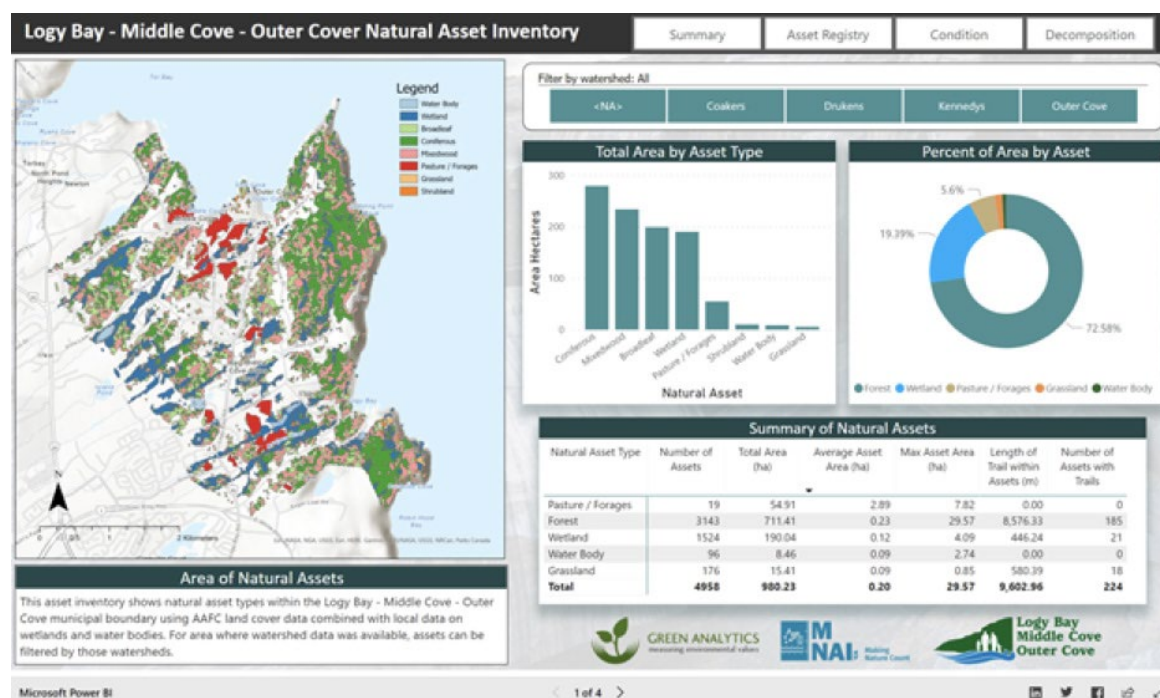 Logy Bay - Middle Cove - Outer Cover Natural Asset Inventory
Summary
Asset Registry
Condition
Decomposition
Legend
Water Body
Wetland
Broadleaf
Coniferous
Mixedwood
Pasture / Forages
Grassland
Shrubland
Torbay
North Pond
Heights Newton
N
2 Kilometers
Area of Natural Assets
This asset inventory shows natural asset types within the Logy Bay - Middle Cove - Outer
Cove municipal boundary using AAFC land cover data combined with local data on
wetlands and water bodies. For area where watershed data was available, assets can be
filtered by those watersheds.
Filter by watershed: All
<NA>
Coakers
Drukens
Kennedys
Outer Cove
Total Area by Asset Type
Area Hectares
300
200
100
0
Coniferous
Mixedwood
Broadleaf
Wetland
Pasture / Forages
Shrubland
Water Body
Grassland
Natural Asset
Percent of Area by Asset
5.6%
19.39%
72.58%
Forest Wetland Pasture / Forages Grassland Water Body
Summary of Natural Assets
Natural Asset Type Number of Assets Total Area (ha) Average Asset Area (ha) Max Asset Area (ha) Length of Trail within Assets (m) Number of Assets with Trails
Pasture / Forages 19 54.91 2.89 7.82 0.00 0
Forest 3143 711.41 0.23 29.57 8,576.33 185
Wetland 1524 190.04 0.12 4.09 446.24 21
Water Body 96 8.46 0.09 2.74 0.00 0
Grassland 176 15.41 0.09 0.85 580.39 18
Total 4958 980.23 0.20 29.57 9,602.96 224
GREEN ANALYTICS
measuring environmental values
M
NAI:
Making
Nature Count
Logy Bay
Middle Cove
Outer Cove
Microsoft Power BI
1 of 4